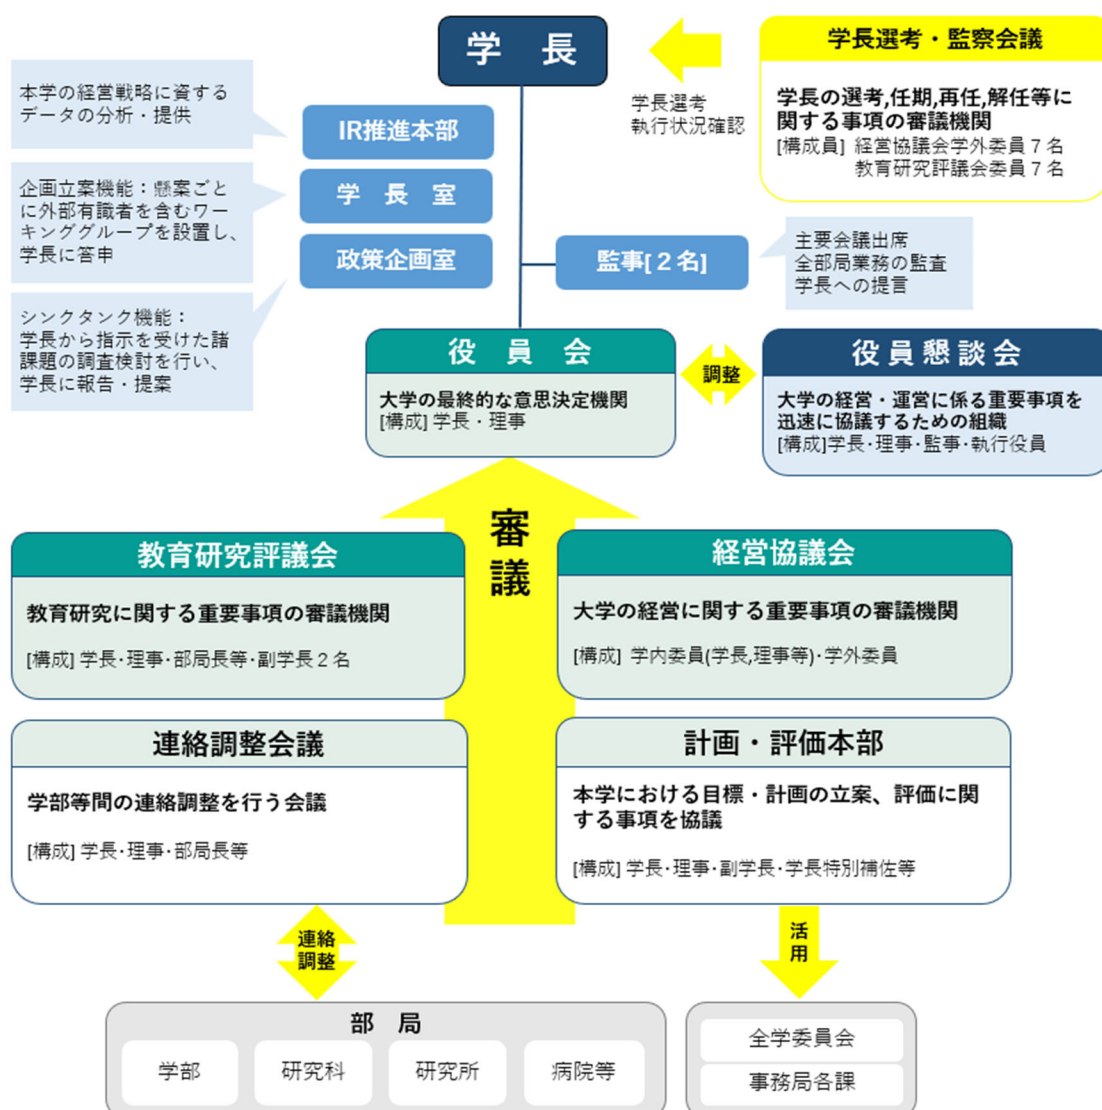 学 長
学長選考・監察会議
学長の選考,任期,再任,解任等に
関する事項の審議機関
[構成員] 経営協議会学外委員７名
教育研究評議会委員７名
学長選考
執行状況確認
本学の経営戦略に資する
データの分析・提供
IR推進本部
企画立案機能：懸案ごと
に外部有識者を含むワー
キンググループを設置し、
学長に答申
学 長 室
政策企画室
監事[２名]
主要会議出席
全部局業務の監査
学長への提言
シンクタンク機能：
学長から指示を受けた諸
課題の調査検討を行い、
学長に報告・提案
役 員 会
大学の最終的な意思決定機関
[構成] 学長・理事
調整
役員懇談会
大学の経営・運営に係る重要事項を
迅速に協議するための組織
[構成]学長･理事･監事･執行役員
審
議
教育研究評議会
教育研究に関する重要事項の審議機関
[構成] 学長･理事･部局長等･副学長２名
経営協議会
大学の経営に関する重要事項の審議機関
[構成] 学内委員(学長,理事等)･学外委員
連絡調整会議
学部等間の連絡調整を行う会議
[構成] 学長･理事･部局長等
計画・評価本部
本学における目標・計画の立案、評価に関
する事項を協議
[構成] 学長･理事･副学長･学長特別補佐等
連絡
調整
活
用
部 局
学部
研究科
研究所
病院等
全学委員会
事務局各課